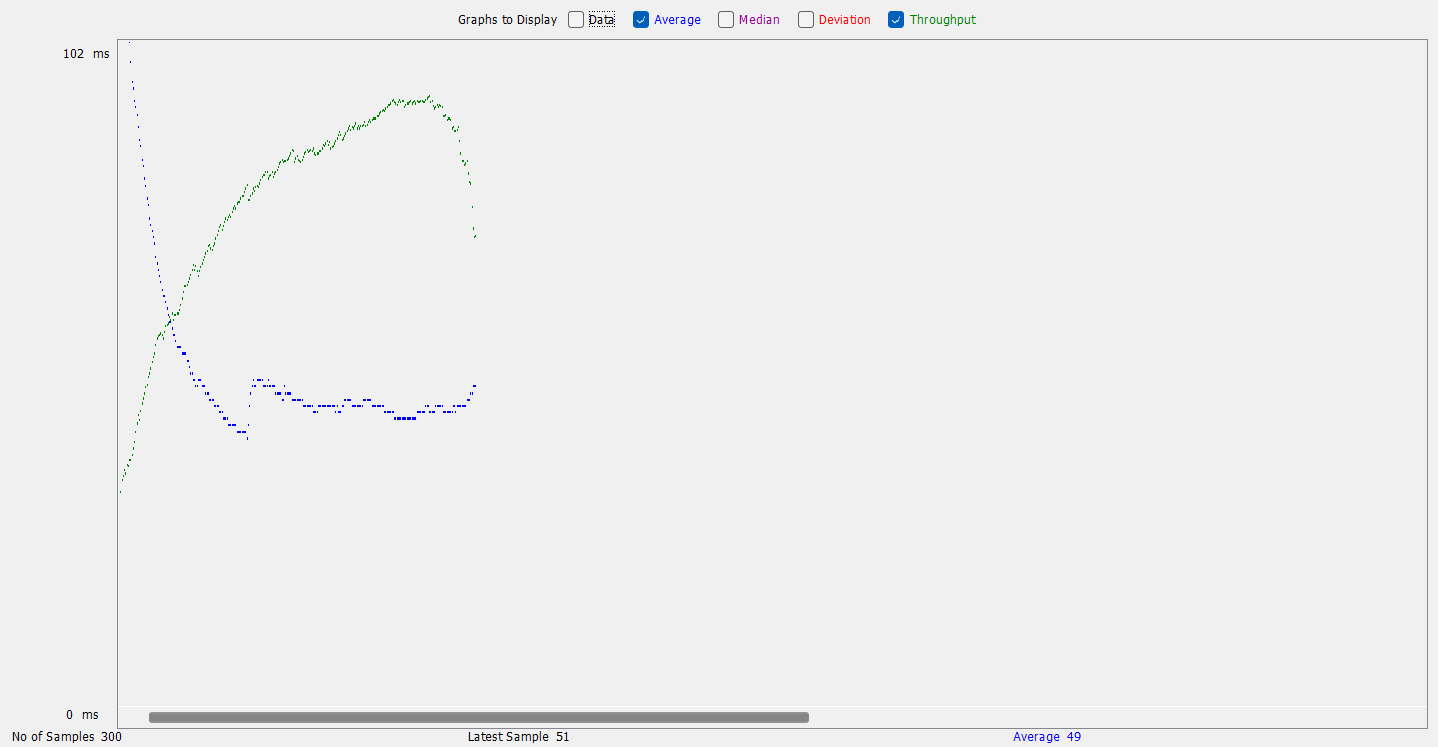 Graphs to Display Data Average Median Deviation Throughput
102 ms
0 ms
No of Samples 300 Latest Sample 51 Average 49